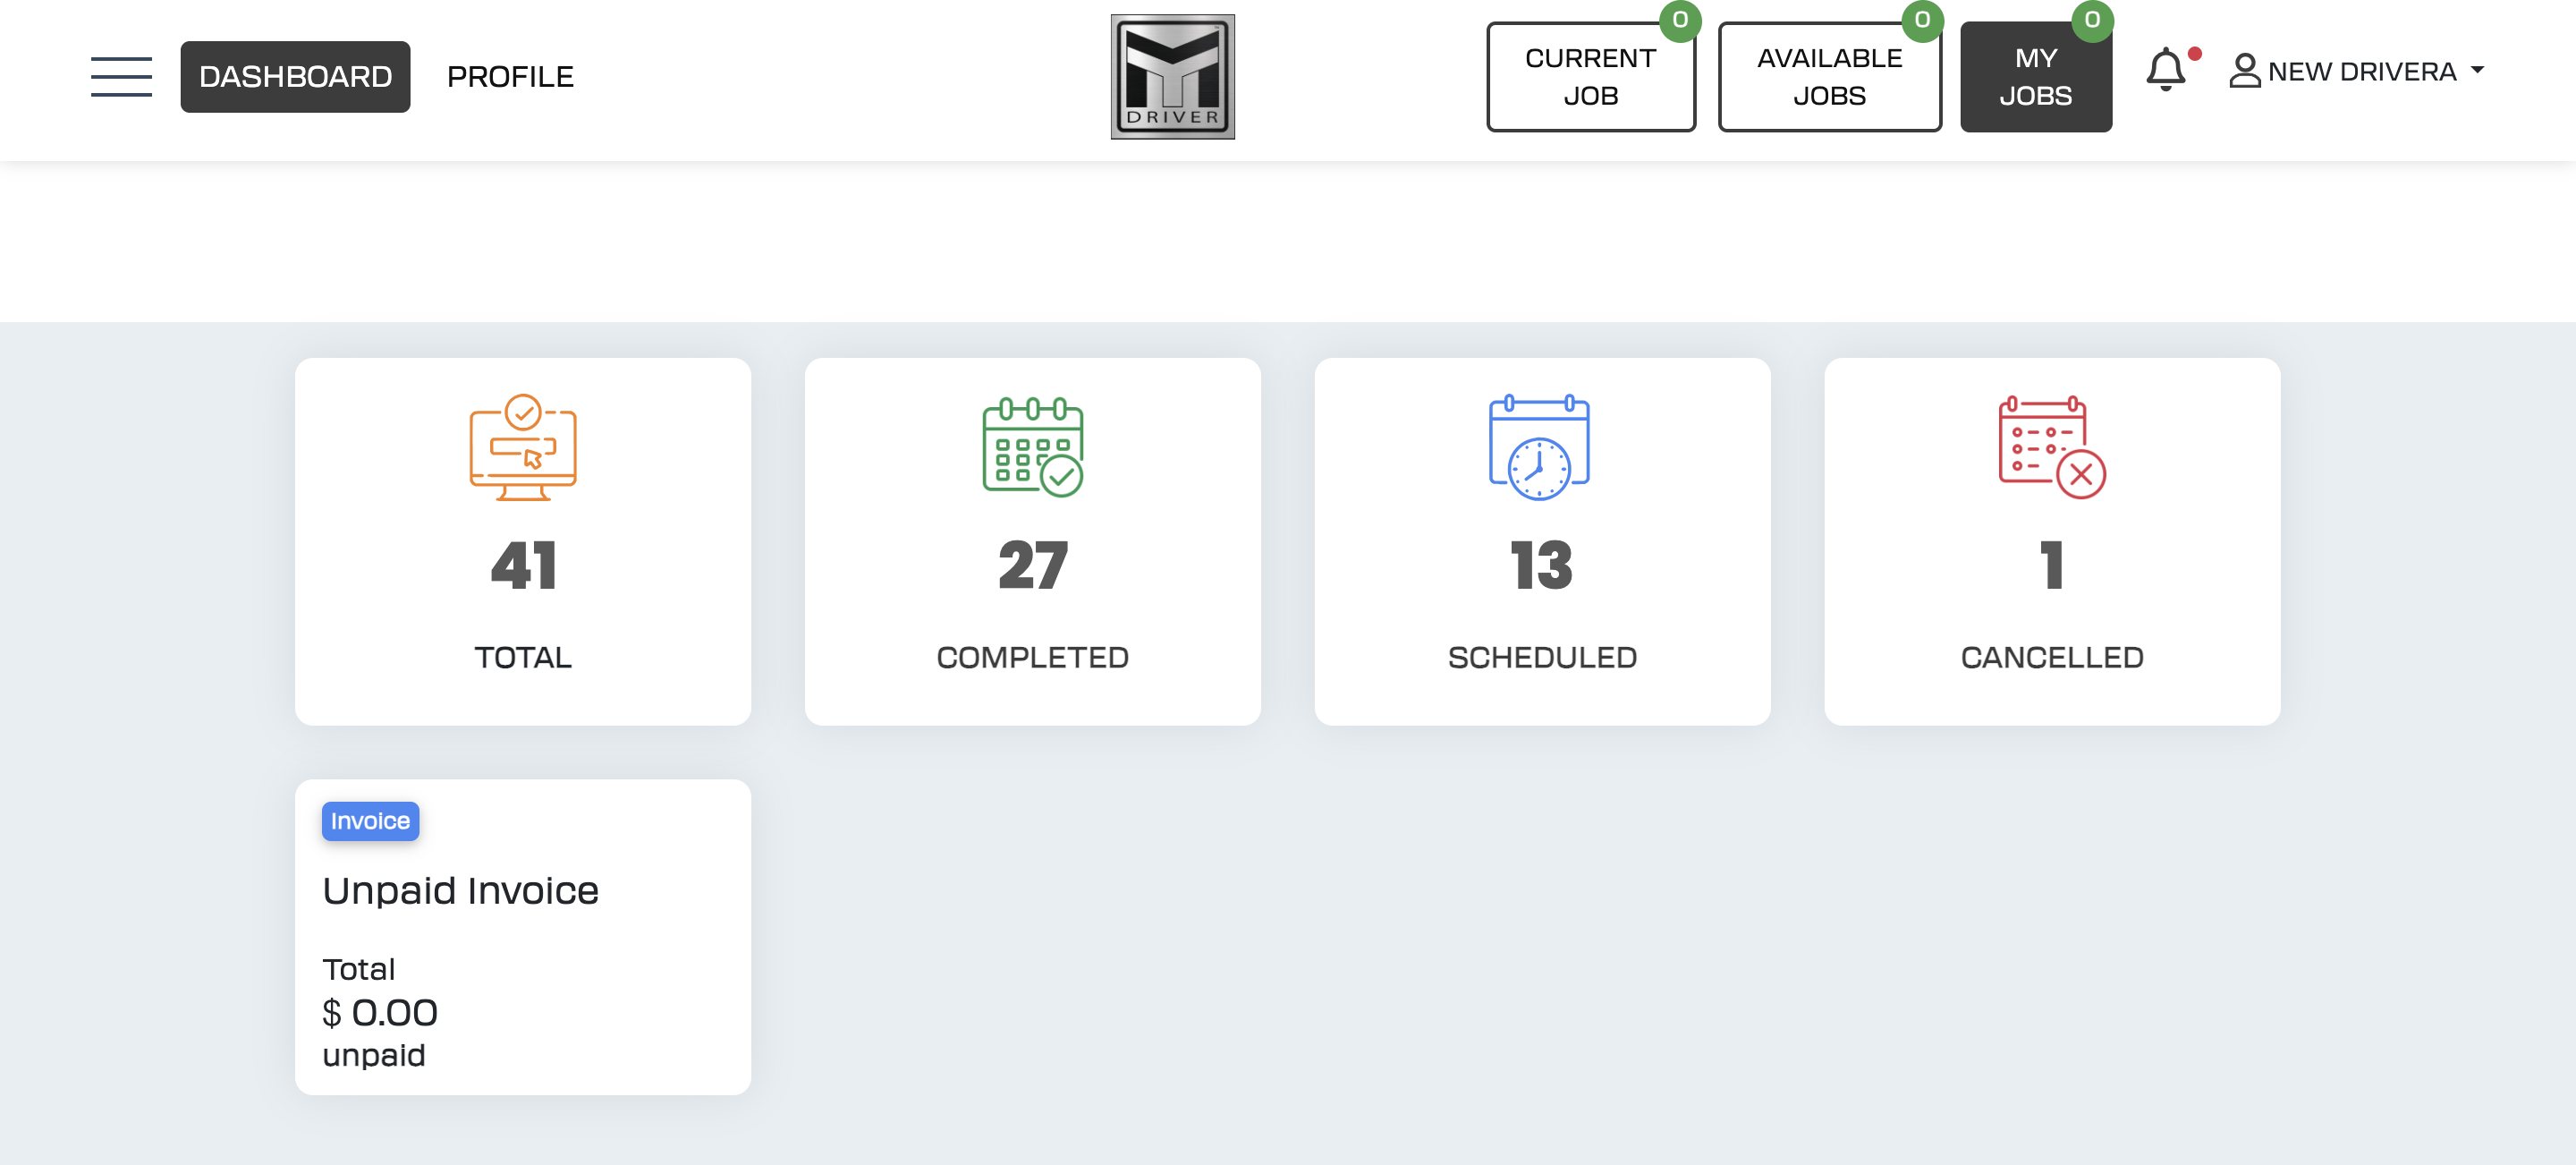 DASHBOARD
PROFILE
DRIVER
0
CURRENT
JOB
0
AVAILABLE
JOBS
0
MY
JOBS
NEW DRIVERA
41
TOTAL
27
COMPLETED
13
SCHEDULED
1
CANCELLED
Invoice
Unpaid Invoice
Total
$ 0.00
unpaid